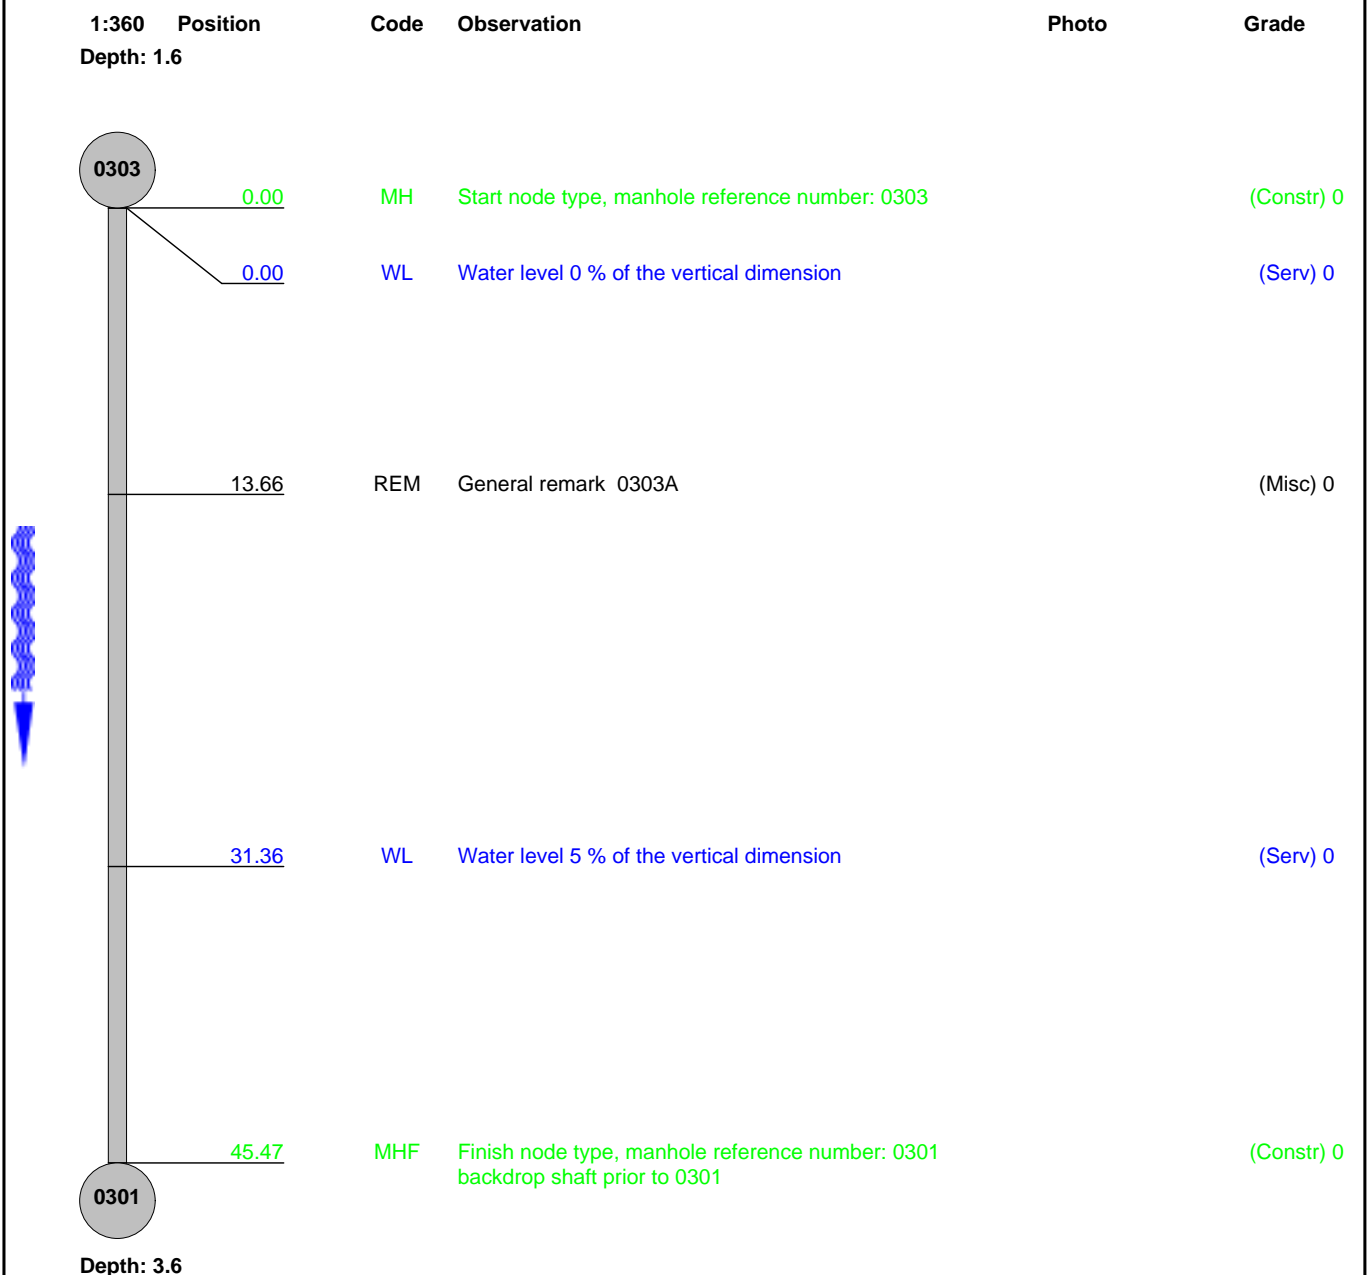 1:360 Position Code Observation Photo Grade
Depth: 1.6
0303
0.00 MH Start node type, manhole reference number: 0303 (Constr) 0
0.00 WL Water level 0 % of the vertical dimension (Serv) 0
13.66 REM General remark 0303A (Misc) 0
31.36 WL Water level 5 % of the vertical dimension (Serv) 0
45.47 MHF Finish node type, manhole reference number: 0301 (Constr) 0
backdrop shaft prior to 0301
0301
Depth: 3.6